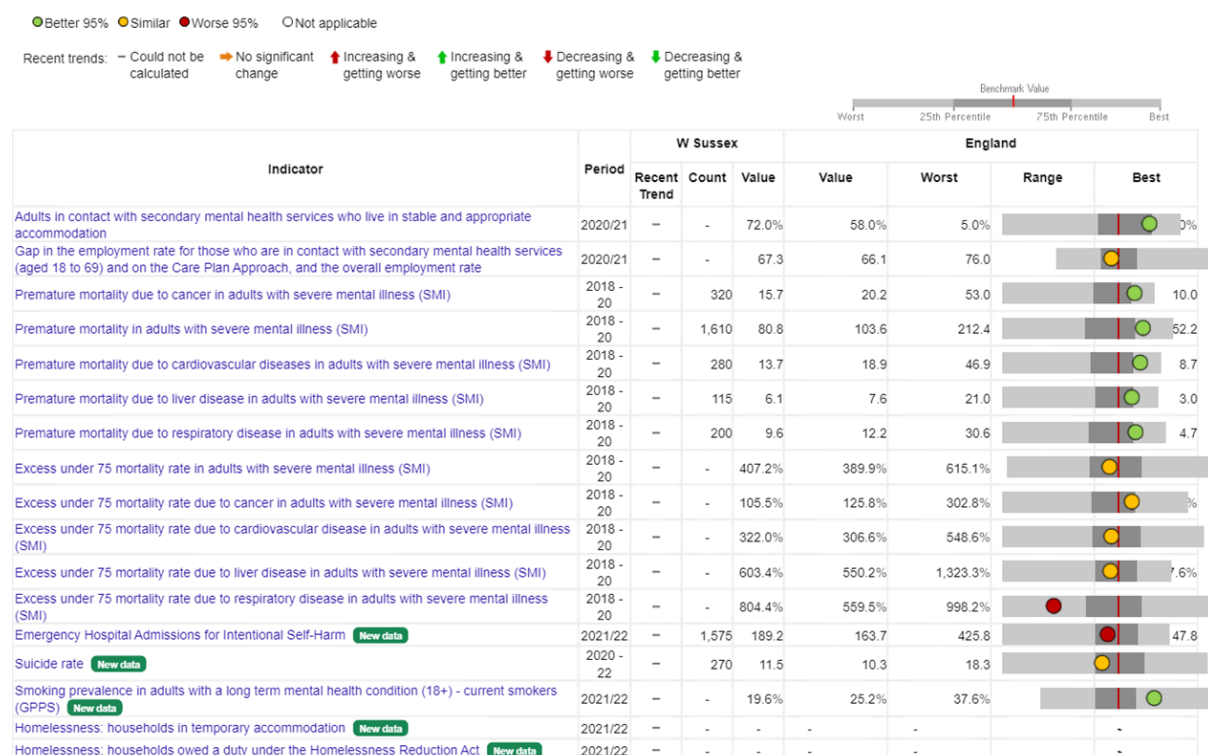 Better 95% Similar Worse 95% Not applicable
Recent trends: – Could not be calculated No significant change Increasing & getting worse Increasing & getting better Decreasing & getting worse Decreasing & getting better
Benchmark Value
Worst 25th Percentile 75th Percentile Best
W Sussex England
Indicator Period Recent Trend Count Value Value Worst Range Best
Adults in contact with secondary mental health services who live in stable and appropriate
accommodation 2020/21 – - 72.0% 58.0% 5.0% 0%
Gap in the employment rate for those who are in contact with secondary mental health services
(aged 18 to 69) and on the Care Plan Approach, and the overall employment rate 2020/21 – - 67.3 66.1 76.0
Premature mortality due to cancer in adults with severe mental illness (SMI) 2018 - 20 – 320 15.7 20.2 53.0 10.0
Premature mortality in adults with severe mental illness (SMI) 2018 - 20 – 1,610 80.8 103.6 212.4 52.2
Premature mortality due to cardiovascular diseases in adults with severe mental illness (SMI) 2018 - 20 – 280 13.7 18.9 46.9 8.7
Premature mortality due to liver disease in adults with severe mental illness (SMI) 2018 - 20 – 115 6.1 7.6 21.0 3.0
Premature mortality due to respiratory disease in adults with severe mental illness (SMI) 2018 - 20 – 200 9.6 12.2 30.6 4.7
Excess under 75 mortality rate in adults with severe mental illness (SMI) 2018 - 20 – - 407.2% 389.9% 615.1%
Excess under 75 mortality rate due to cancer in adults with severe mental illness (SMI) 2018 - 20 – - 105.5% 125.8% 302.8% %
Excess under 75 mortality rate due to cardiovascular disease in adults with severe mental illness
(SMI) 2018 - 20 – - 322.0% 306.6% 548.6%
Excess under 75 mortality rate due to liver disease in adults with severe mental illness (SMI) 2018 - 20 – - 603.4% 550.2% 1,323.3% 7.6%
Excess under 75 mortality rate due to respiratory disease in adults with severe mental illness
(SMI) 2018 - 20 – - 804.4% 559.5% 998.2%
Emergency Hospital Admissions for Intentional Self-Harm New data 2021/22 – 1,575 189.2 163.7 425.8 47.8
Suicide rate New data 2020 - 22 – 270 11.5 10.3 18.3
Smoking prevalence in adults with a long term mental health condition (18+) - current smokers
(GPPS) New data 2021/22 – - 19.6% 25.2% 37.6%
Homelessness: households in temporary accommodation New data 2021/22 – - - - - -
Homelessness: households owed a duty under the Homelessness Reduction Act New data 2021/22 – - - - - -